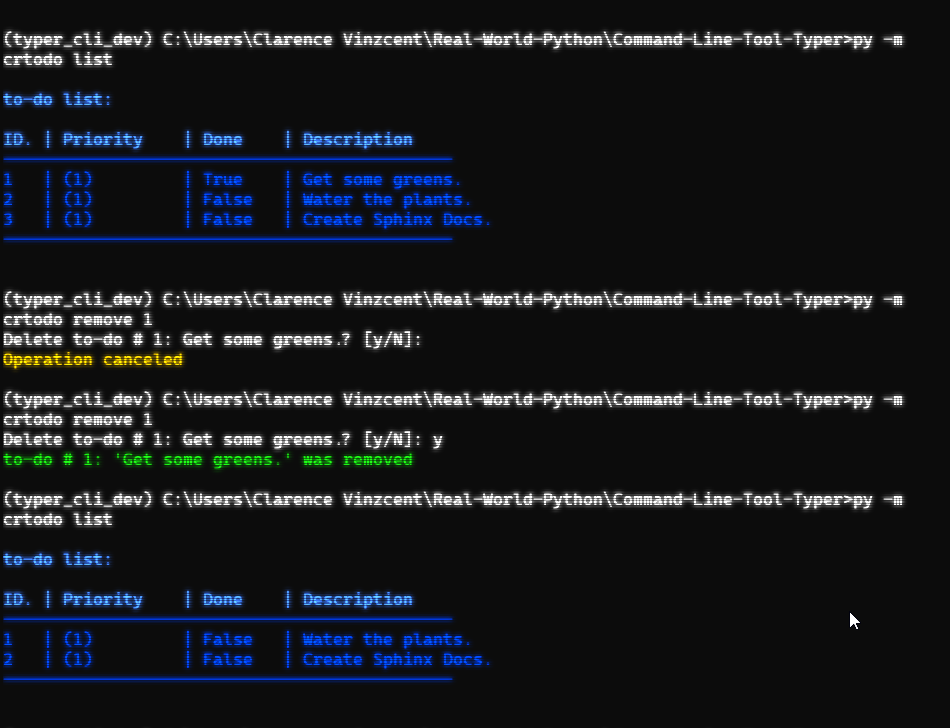 (typer_cli_dev) C:\Users\Clarence Vinzcent\Real-World-Python\Command-Line-Tool-Typer>py -m
crtodo list
to-do list:
ID. | Priority | Done | Description
1 | (1) | True | Get some greens.
2 | (1) | False | Water the plants.
3 | (1) | False | Create Sphinx Docs.
(typer_cli_dev) C:\Users\Clarence Vinzcent\Real-World-Python\Command-Line-Tool-Typer>py -m
crtodo remove 1
Delete to-do # 1: Get some greens.? [y/N]:
Operation canceled
(typer_cli_dev) C:\Users\Clarence Vinzcent\Real-World-Python\Command-Line-Tool-Typer>py -m
crtodo remove 1
Delete to-do # 1: Get some greens.? [y/N]: y
to-do # 1: 'Get some greens.' was removed
(typer_cli_dev) C:\Users\Clarence Vinzcent\Real-World-Python\Command-Line-Tool-Typer>py -m
crtodo list
to-do list:
ID. | Priority | Done | Description
1 | (1) | False | Water the plants.
2 | (1) | False | Create Sphinx Docs.